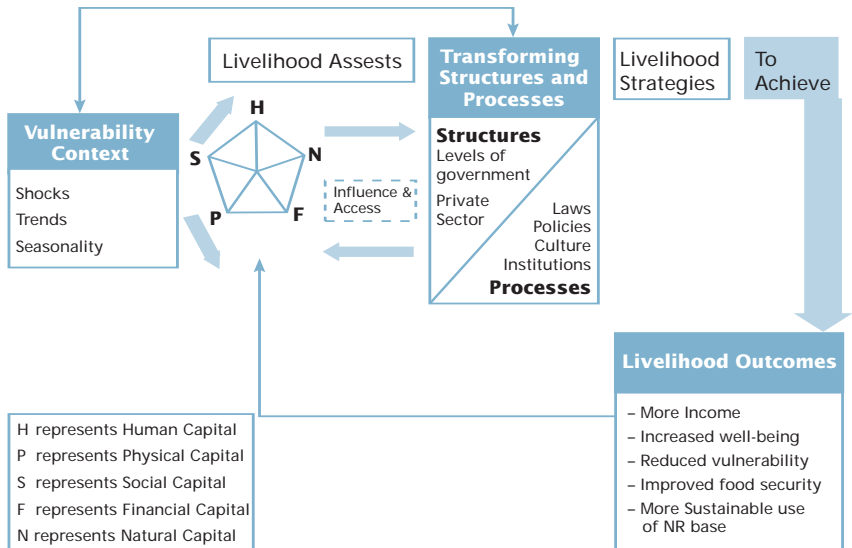 Livelihood Assests
Transforming
Structures and
Processes
Livelihood
Strategies
To
Achieve
Vulnerability
Context
Shocks
Trends
Seasonality
H
S
N
P
F
Influence &
Access
Structures
Levels of
government
Private
Sector
Laws
Policies
Culture
Institutions
Processes
Livelihood Outcomes
– More Income
– Increased well-being
– Reduced vulnerability
– Improved food security
– More Sustainable use
of NR base
H represents Human Capital
P represents Physical Capital
S represents Social Capital
F represents Financial Capital
N represents Natural Capital